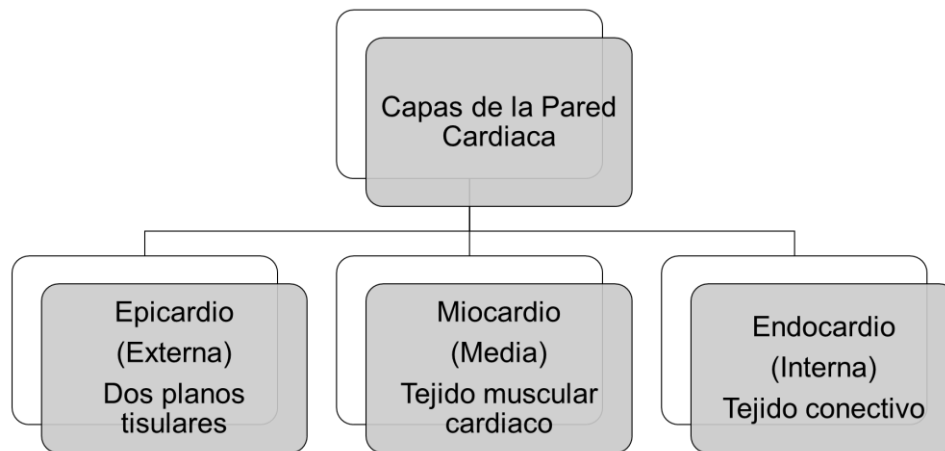 Capas de la Pared
Cardiaca
Epicardio
(Externa)
Dos planos
tisulares
Miocardio
(Media)
Tejido muscular
cardiaco
Endocardio
(Interna)
Tejido conectivo